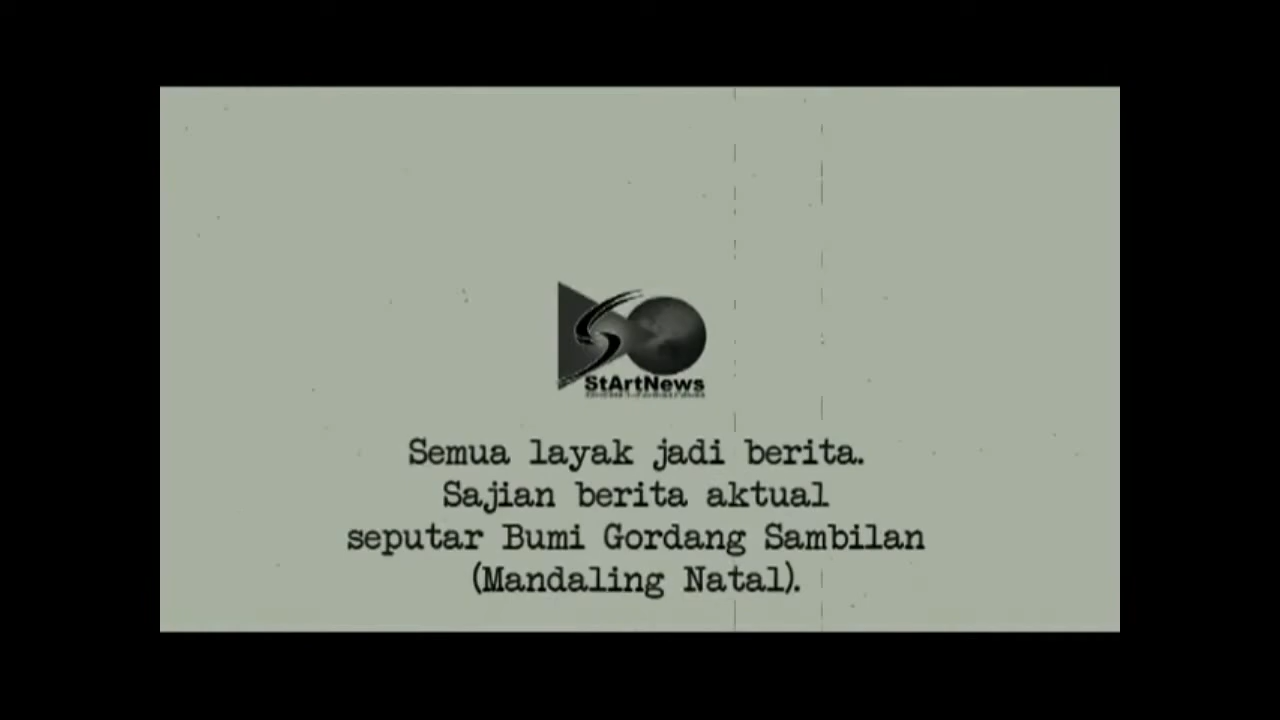 StArtNews
Semua layak jadi berita.
Sajian berita aktual
seputar Bumi Gordang Sambilan
(Mandaling Natal).